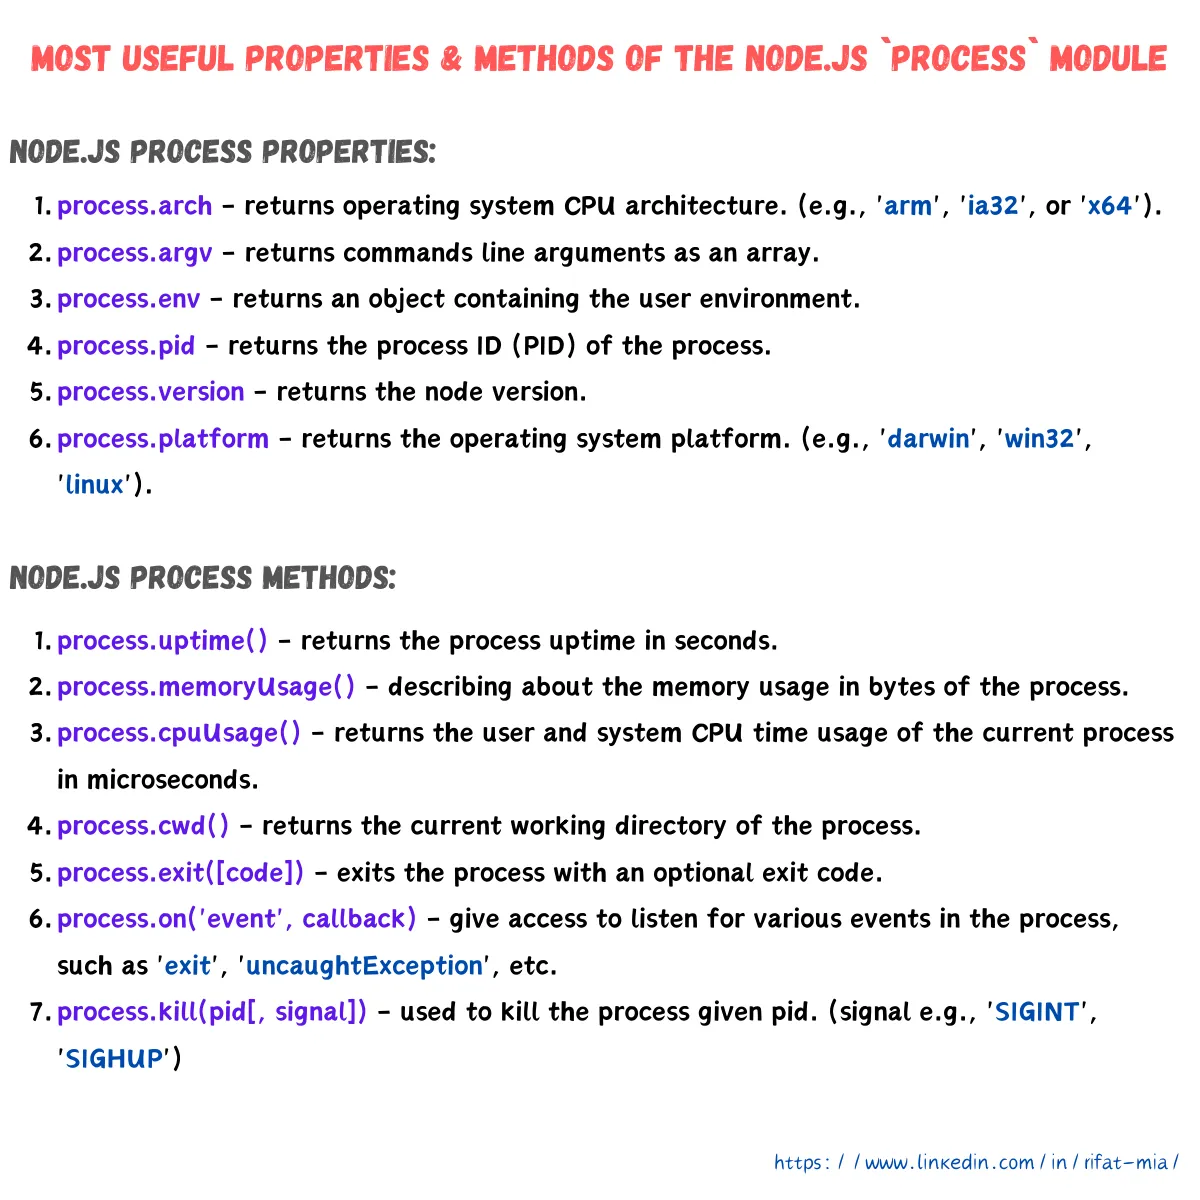 MOST USEFUL PROPERTIES & METHODS OF THE NODE.JS `PROCESS` MODULE
NODE.JS PROCESS PROPERTIES:
1. process.arch - returns operating system CPU architecture. (e.g., 'arm', 'ia32', or 'x64').
2. process.argv - returns commands line arguments as an array.
3. process.env - returns an object containing the user environment.
4. process.pid - returns the process ID (PID) of the process.
5. process.version - returns the node version.
6. process.platform - returns the operating system platform. (e.g., 'darwin', 'win32',
'linux').
NODE.JS PROCESS METHODS:
1. process.uptime() - returns the process uptime in seconds.
2. process.memoryUsage() - describing about the memory usage in bytes of the process.
3. process.cpuUsage() - returns the user and system CPU time usage of the current process
in microseconds.
4. process.cwd() - returns the current working directory of the process.
5. process.exit([code]) - exits the process with an optional exit code.
6. process.on('event', callback) - give access to listen for various events in the process,
such as 'exit', 'uncaughtException', etc.
7. process.kill(pid[, signal]) - used to kill the process given pid. (signal e.g., 'SIGINT',
'SIGHUP')
https://www.linkedin.com/in/rifat-mia/